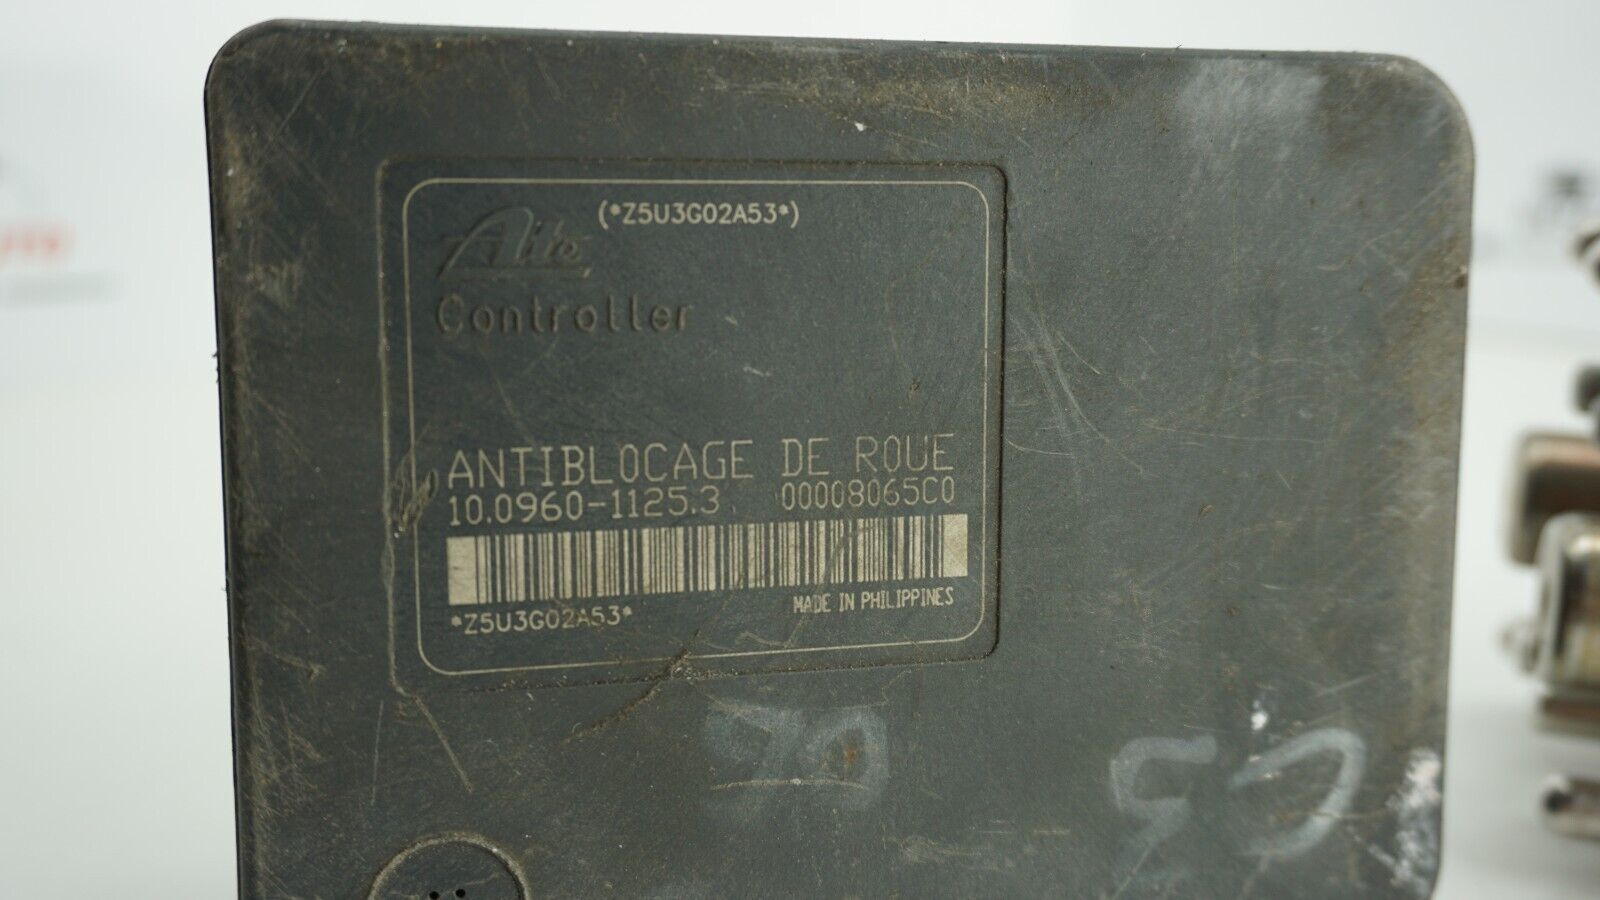 (*Z5U3G02A53*)
Ate
Controller
ANTIBLOCAGE DE ROUE
10.0960-1125.3 00008065C0
*Z5U3G02A53*
MADE IN PHILIPPINES